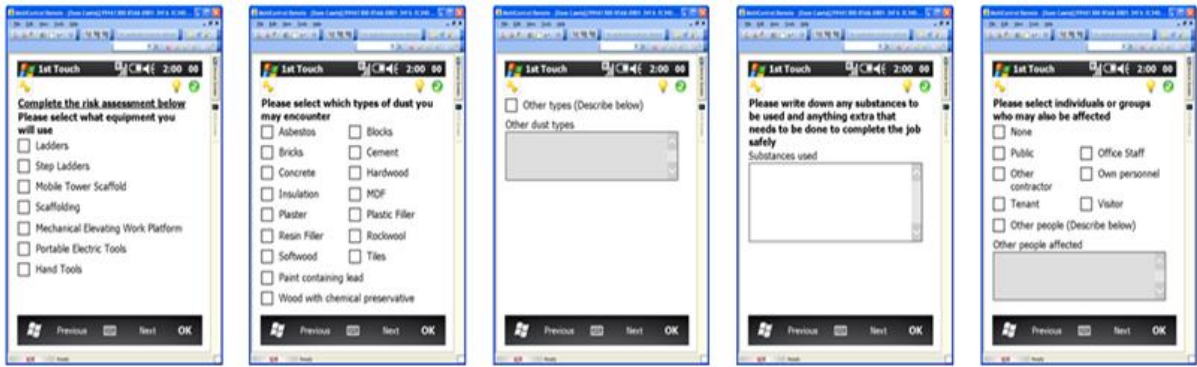 1st Touch 2:00 00
Complete the risk assessment below
Please select what equipment you
will use
Ladders
Step Ladders
Mobile Tower Scaffold
Scaffolding
Mechanical Elevating Work Platform
Portable Electric Tools
Hand Tools
Previous Next OK
1st Touch 2:00 00
Please select which types of dust you
may encounter
Asbestos Blocks
Bricks Cement
Concrete Hardwood
Insulation MDF
Plaster Plastic Filler
Resin Filler Rockwool
Softwood Tiles
Paint containing lead
Wood with chemical preservative
Previous Next OK
1st Touch 2:00 00
Other types (Describe below)
Other dust types
Previous Next OK
1st Touch 2:00 00
Please write down any substances to
be used and anything extra that
needs to be done to complete the job
safely
Substances used
Previous Next OK
1st Touch 2:00 00
Please select individuals or groups
who may also be affected
None
Public Office Staff
Other Own personnel
contractor
Tenant Visitor
Other people (Describe below)
Other people affected
Previous Next OK